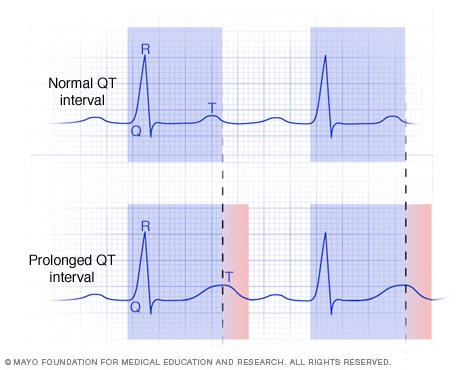 R
Normal QT
interval
T
Q
R
Prolonged QT
interval
T
Q
© MAYO FOUNDATION FOR MEDICAL EDUCATION AND RESEARCH. ALL RIGHTS RESERVED.